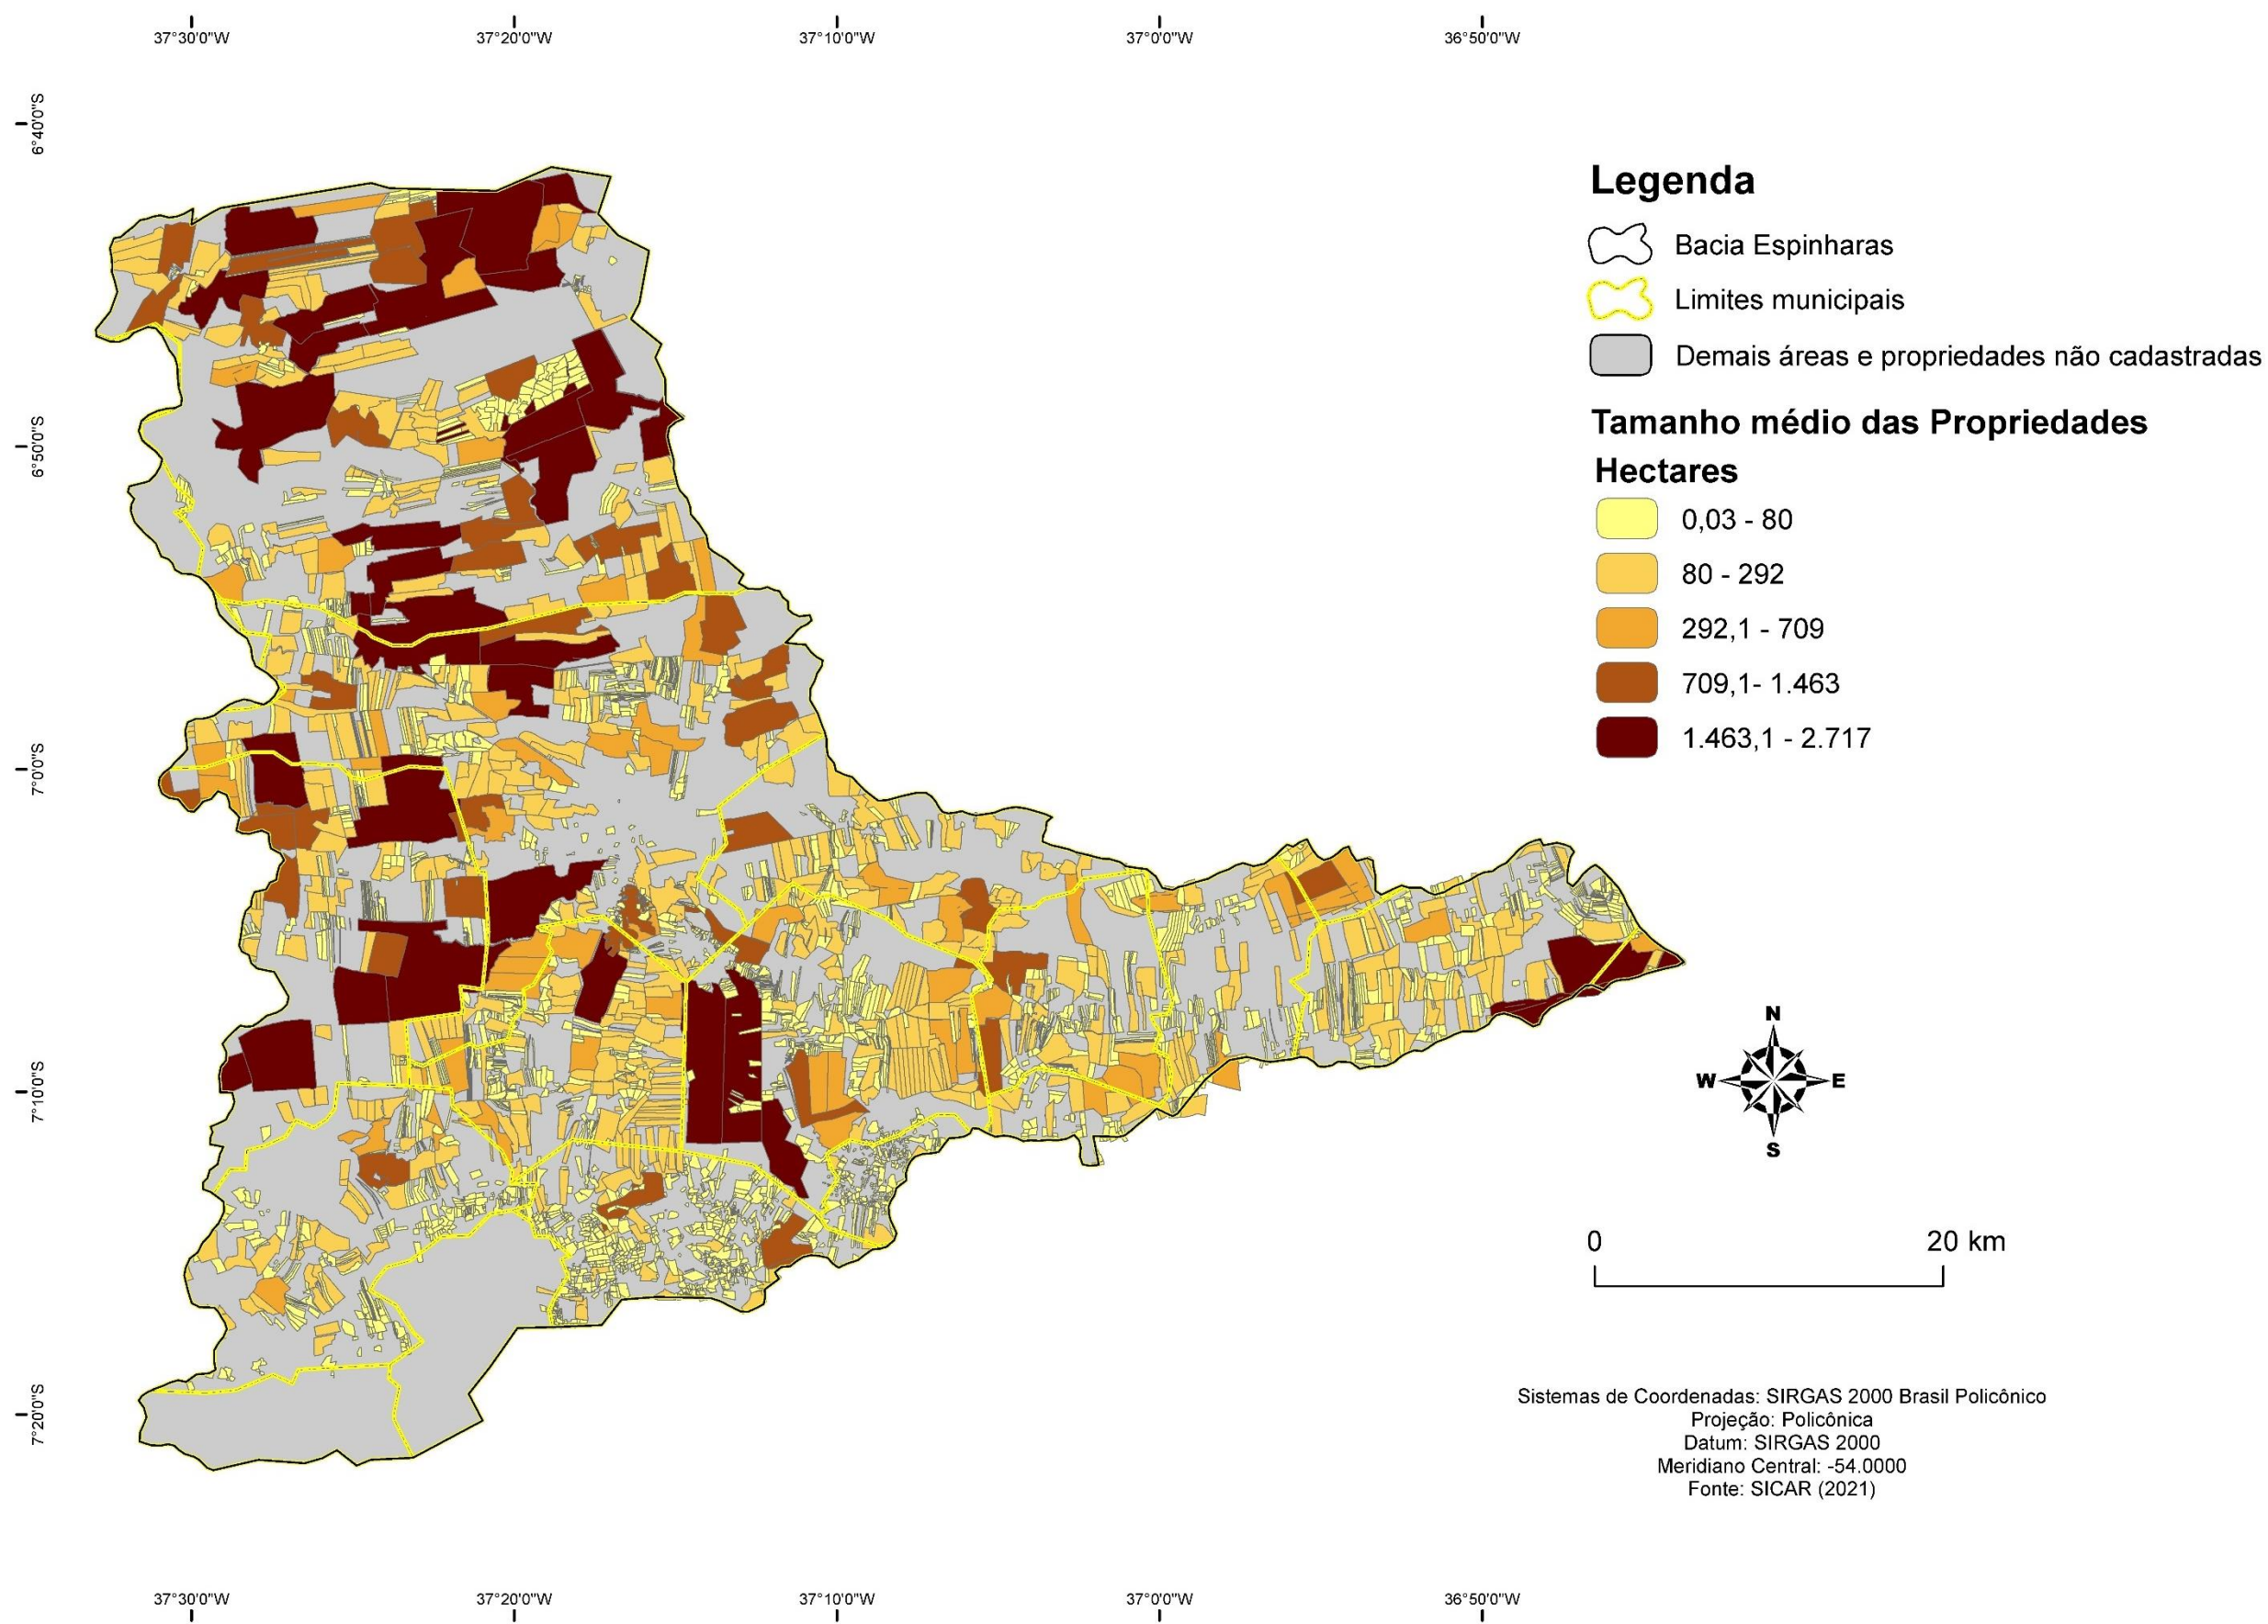 37°30'0"W
37°20'0"W
37°10'0"W
37°0'0"W
36°50'0"W
6°40'0"S
6°50'0"S
7°0'0"S
7°10'0"S
7°20'0"S
Legenda
Bacia Espinharas
Limites municipais
Demais áreas e propriedades não cadastradas
Tamanho médio das Propriedades
Hectares
0,03 - 80
80 - 292
292,1 - 709
709,1- 1.463
1.463,1 - 2.717
N
W E
S
0 20 km
Sistemas de Coordenadas: SIRGAS 2000 Brasil Policônico
Projeção: Policônica
Datum: SIRGAS 2000
Meridiano Central: -54.0000
Fonte: SICAR (2021)
37°30'0"W
37°20'0"W
37°10'0"W
37°0'0"W
36°50'0"W